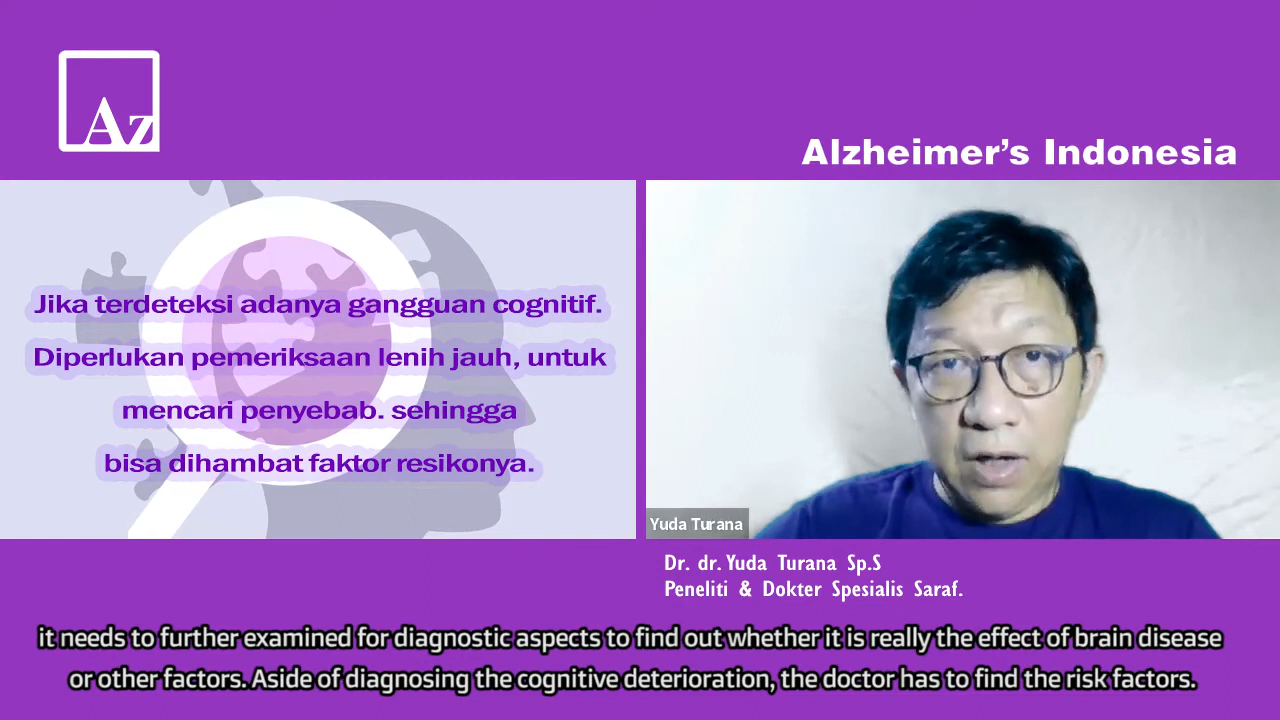 Az
Alzheimer's Indonesia
Jika terdeteksi adanya gangguan cognitif.
Diperlukan pemeriksaan lenih jauh, untuk
mencari penyebab. sehingga
bisa dihambat faktor resikonya.
Yuda Turana
Dr. dr. Yuda Turana Sp.S
Peneliti & Dokter Spesialis Saraf.
it needs to further examined for diagnostic aspects to find out whether it is really the effect of brain disease
or other factors. Aside of diagnosing the cognitive deterioration, the doctor has to find the risk factors.